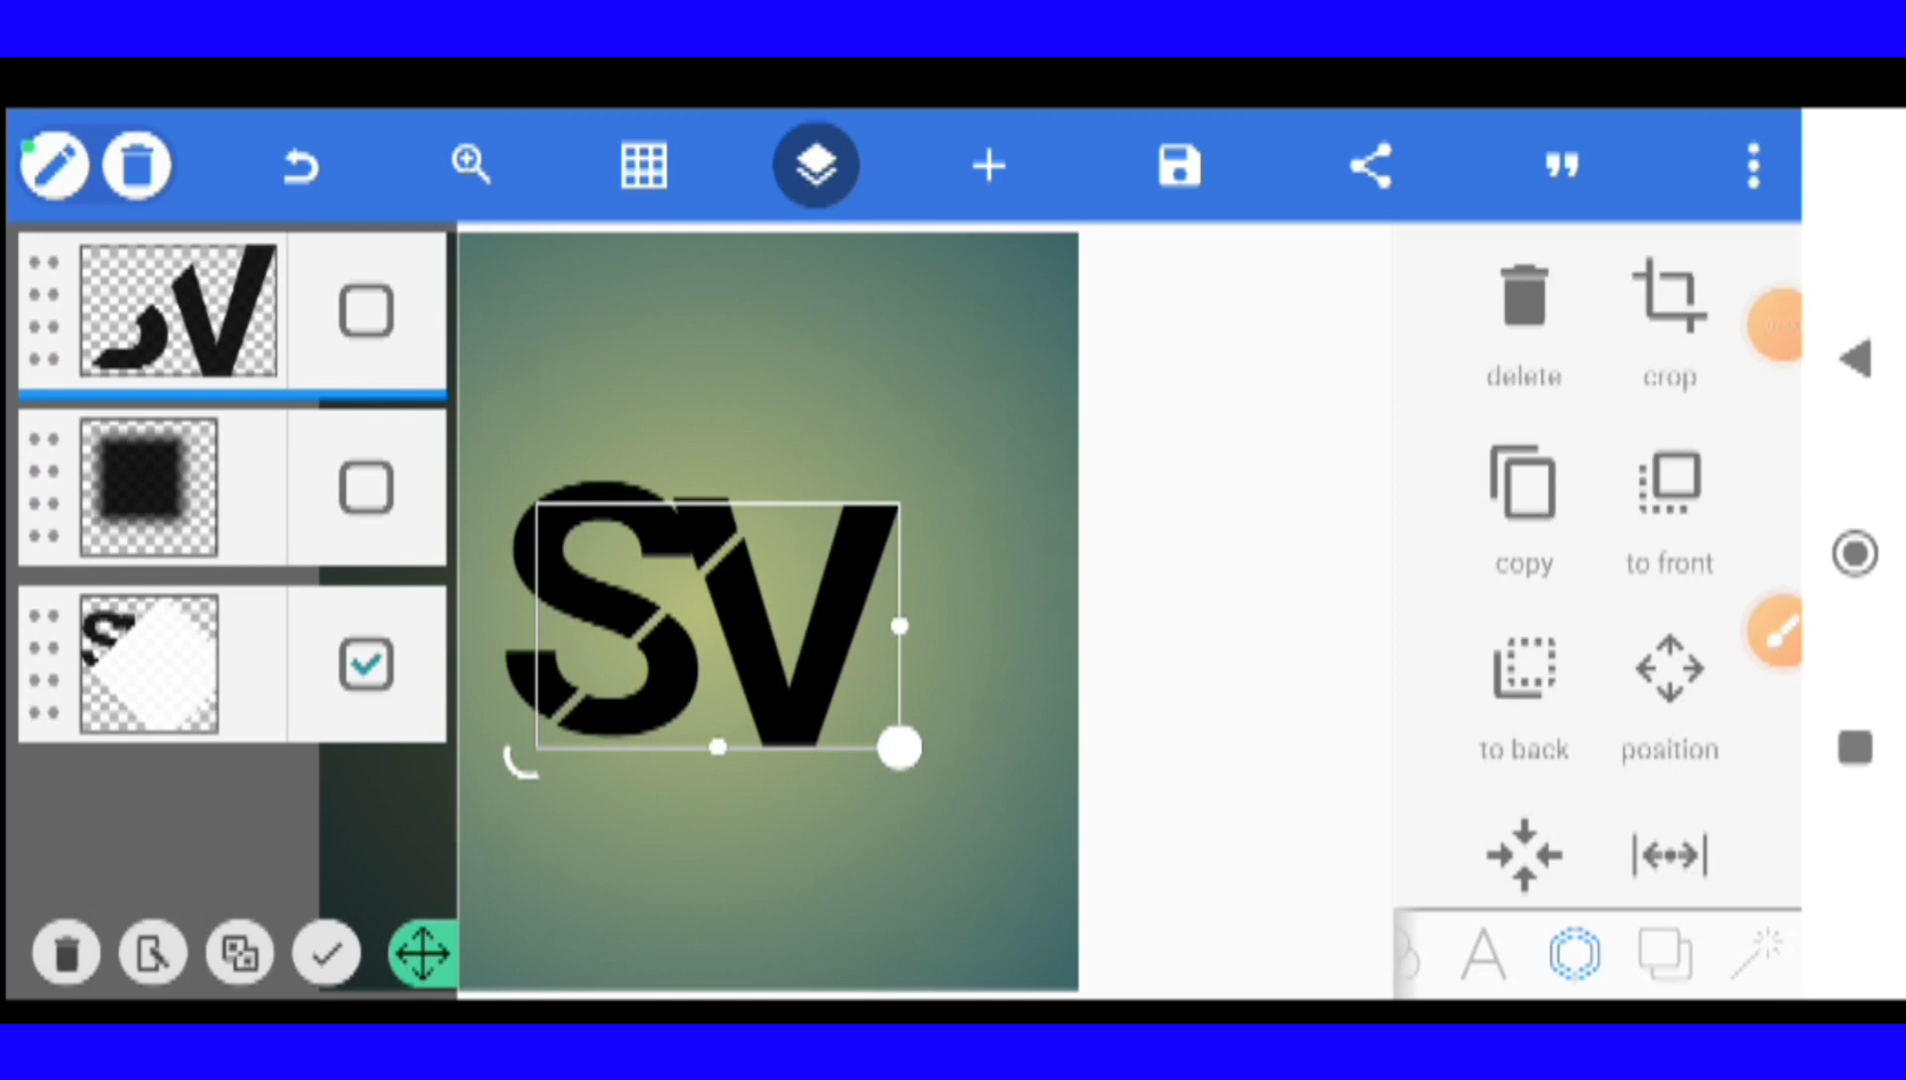 SV
delete crop
copy to front
to back position